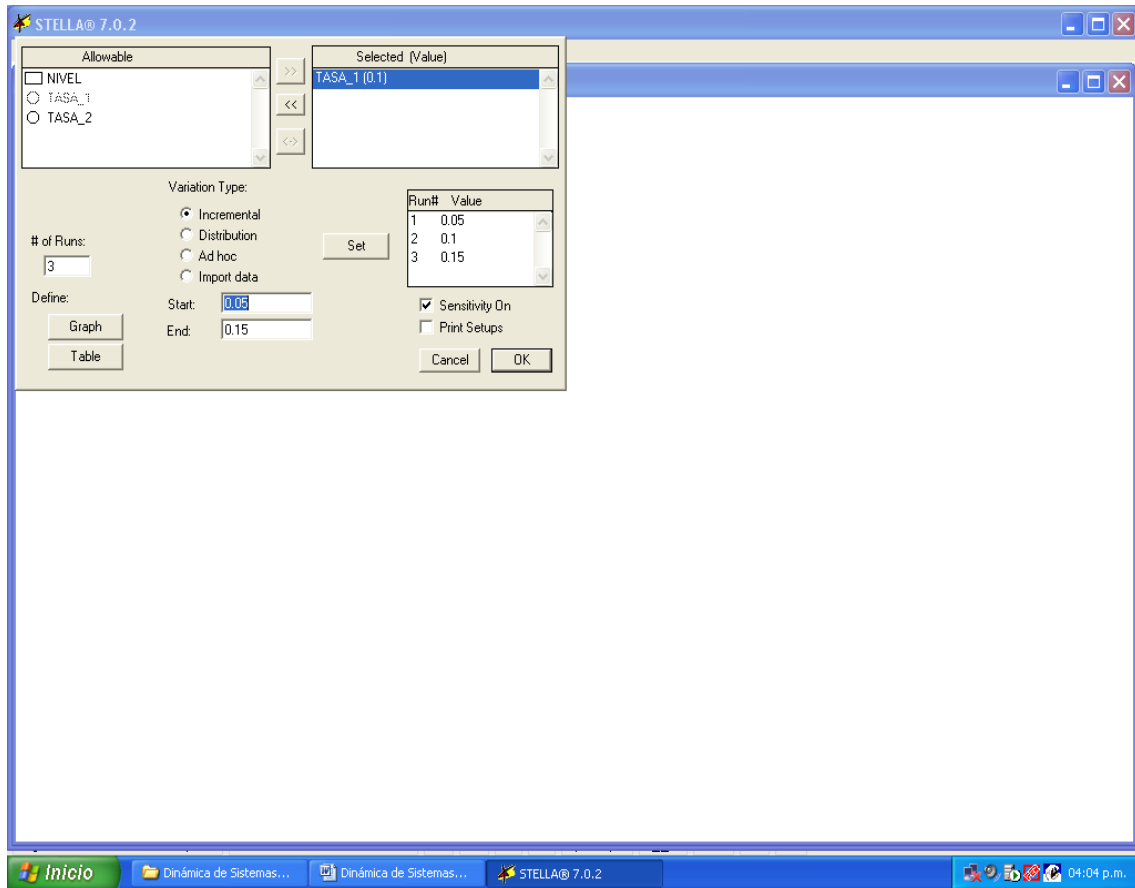 STELLA® 7.0.2
Allowable
NIVEL
TASA_1
TASA_2
>>
<<
<->
Selected (Value)
TASA_1 (0.1)
Variation Type:
Incremental
Distribution
Ad hoc
Import data
# of Runs:
3
Set
Run# Value
1 0.05
2 0.1
3 0.15
Define:
Graph
Table
Start: 0.05
End: 0.15
Sensitivity On
Print Setups
Cancel OK
Inicio Dinámica de Sistemas... Dinámica de Sistemas... STELLA® 7.0.2 04:04 p.m.